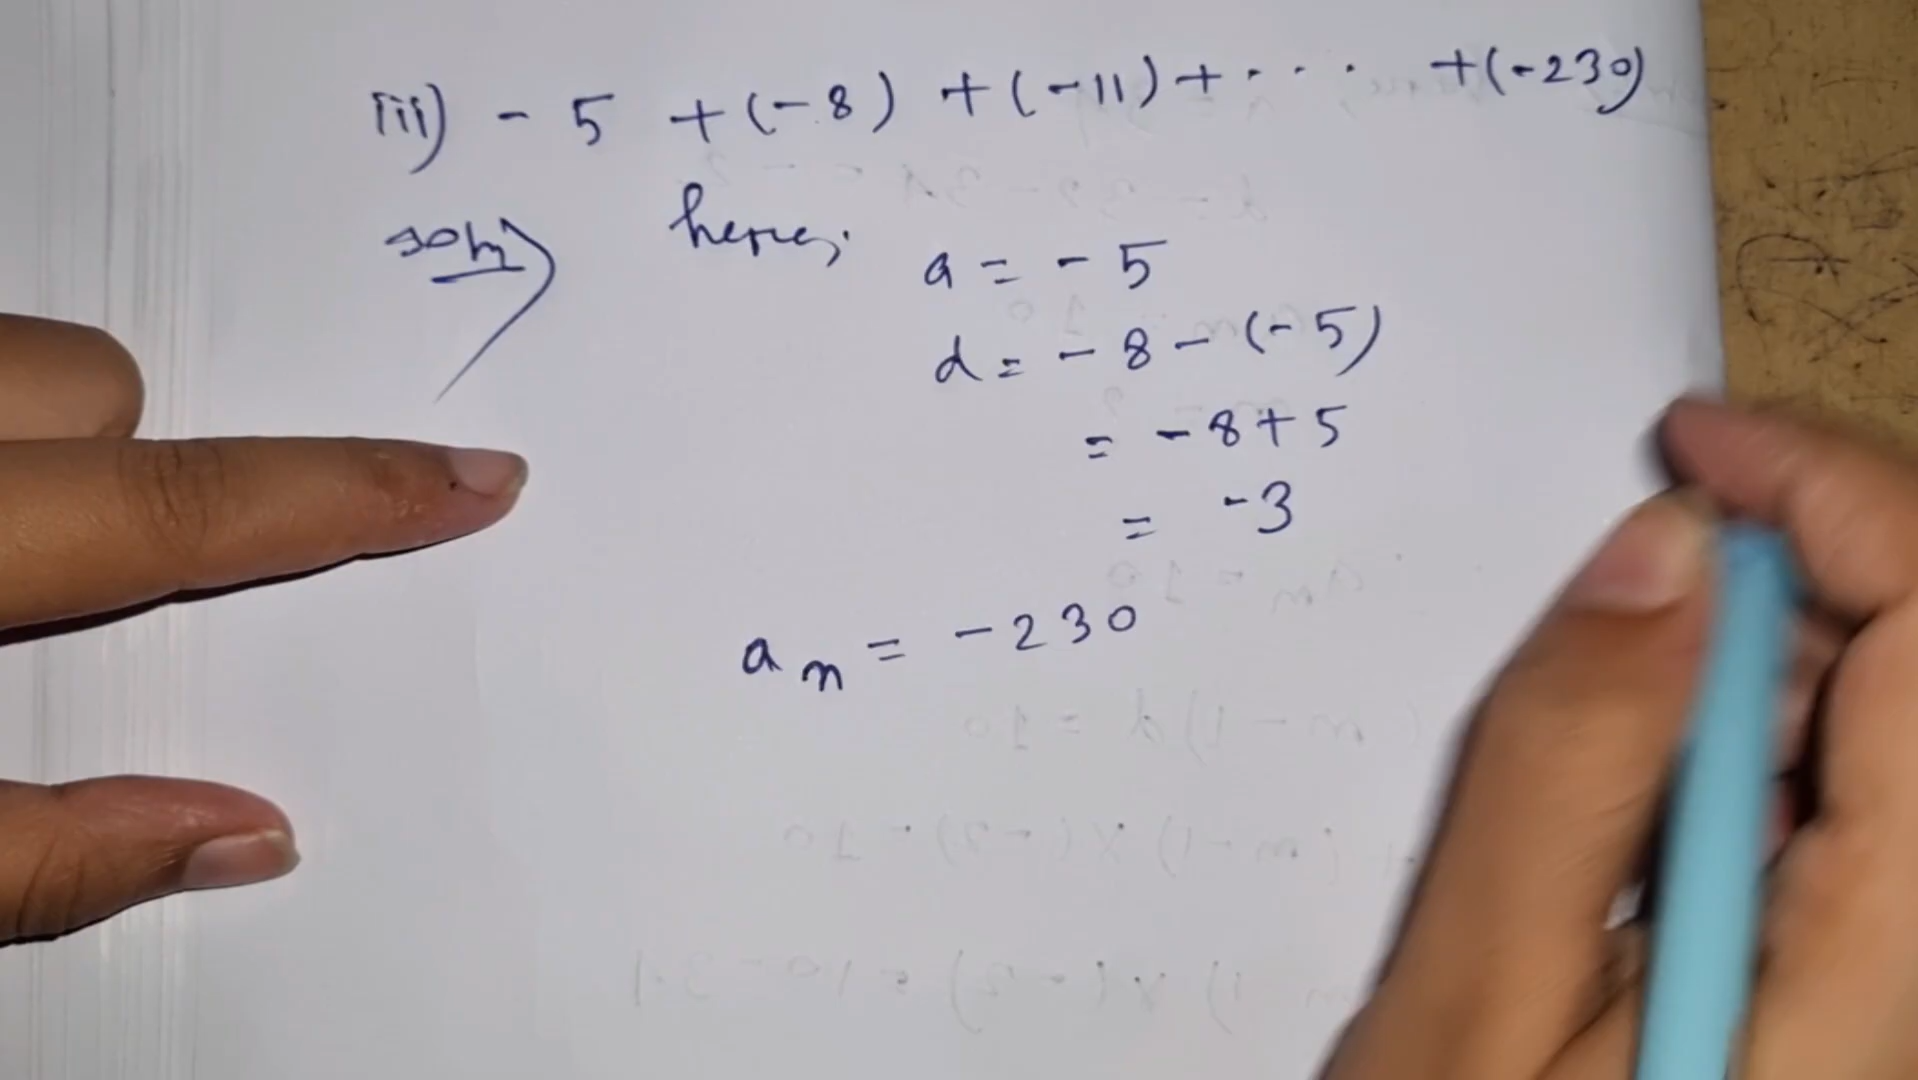 iii) - 5 + (-8) + (-11) + . . . + (-230)
soln) here,
a = - 5
d = - 8 - (- 5)
= - 8 + 5
= - 3
an = - 230